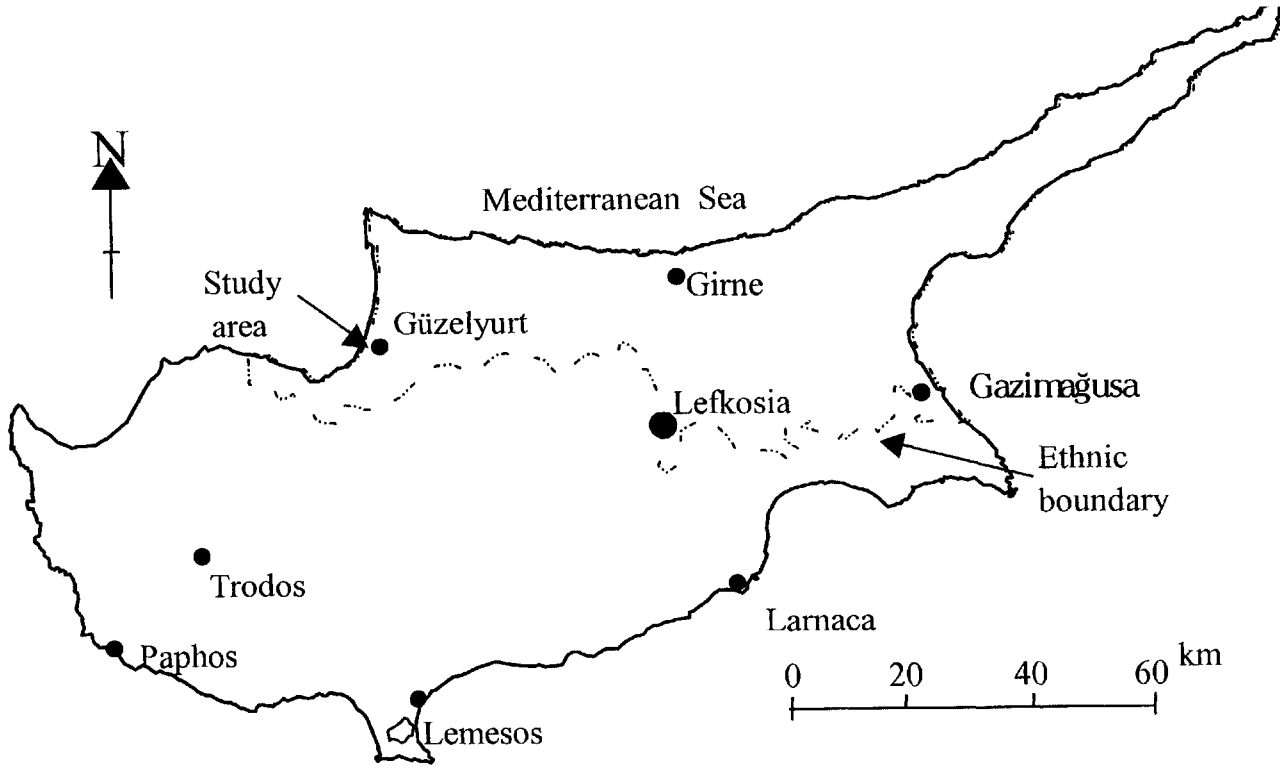 N
Mediterranean Sea
Study
area
Girne
Güzelyurt
Lefkosia
Gazimağusa
Ethnic
boundary
Trodos
Larnaca
Paphos
0 20 40 60 km
Lemesos